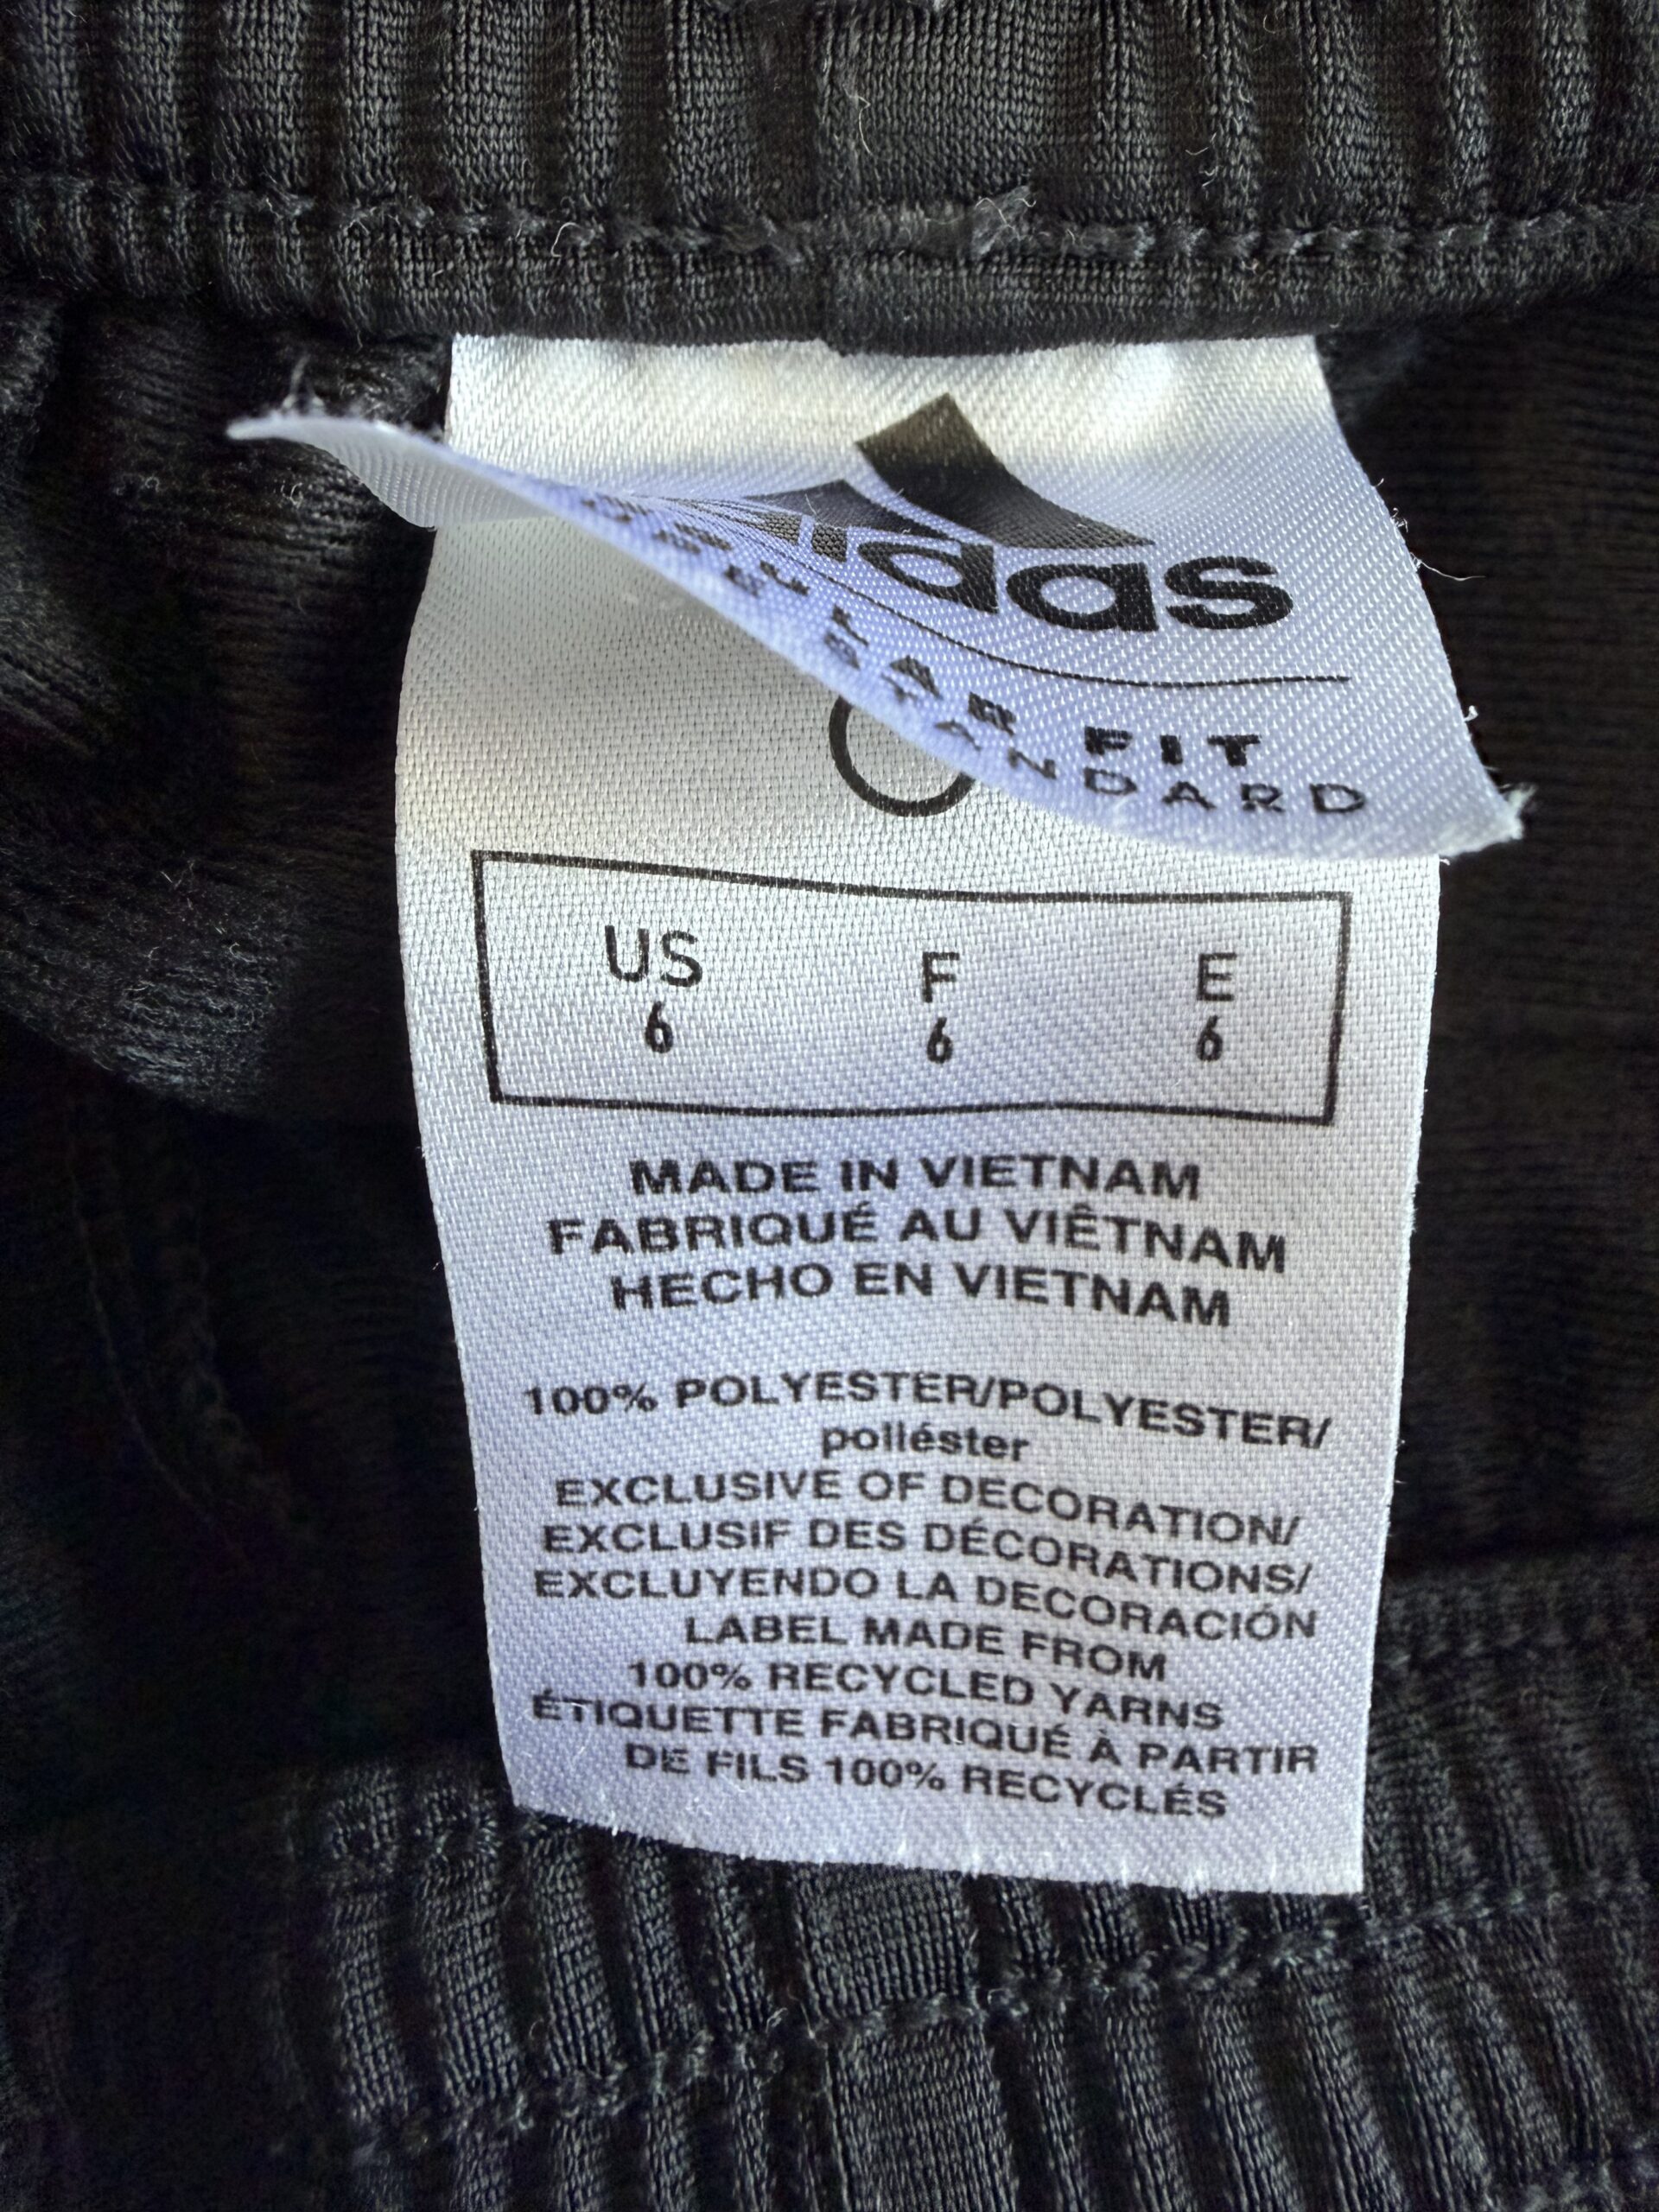 adidas
REGULAR FIT
STANDARD
US F E
6 6 6
MADE IN VIETNAM
FABRIQUÉ AU VIÊTNAM
HECHO EN VIETNAM
100% POLYESTER/POLYESTER/
poliéster
EXCLUSIVE OF DECORATION/
EXCLUSIF DES DÉCORATIONS/
EXCLUYENDO LA DECORACIÓN
LABEL MADE FROM
100% RECYCLED YARNS
ÉTIQUETTE FABRIQUÉ À PARTIR
DE FILS 100% RECYCLÉS